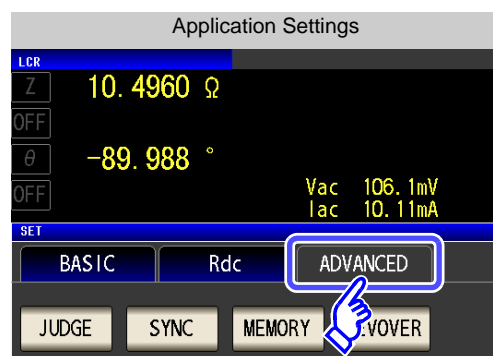 Application Settings
LCR
Z 10.4960 Ω
OFF
θ -89.988 °
OFF
Vac 106.1mV
Iac 10.11mA
SET
BASIC Rdc ADVANCED
JUDGE SYNC MEMORY